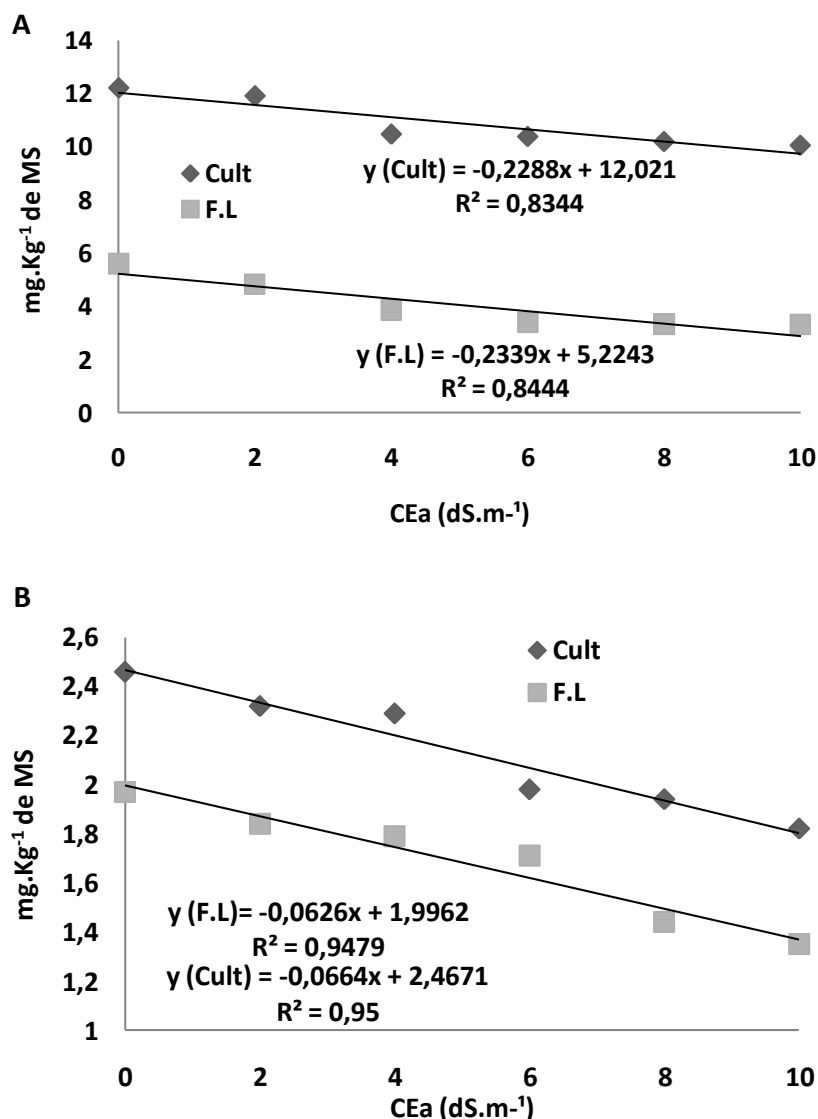 A
14
12
10
8
6
4
2
0
mg.Kg⁻¹ de MS
Cult
F.L
y (Cult) = -0,2288x + 12,021
R² = 0,8344
y (F.L) = -0,2339x + 5,2243
R² = 0,8444
0 2 4 6 8 10
CEa (dS.m-¹)
B
2,6
2,4
2,2
2
1,8
1,6
1,4
1,2
1
mg.Kg⁻¹ de MS
Cult
F.L
y (F.L)= -0,0626x + 1,9962
R² = 0,9479
y (Cult) = -0,0664x + 2,4671
R² = 0,95
0 2 4 6 8 10
CEa (dS.m-¹)